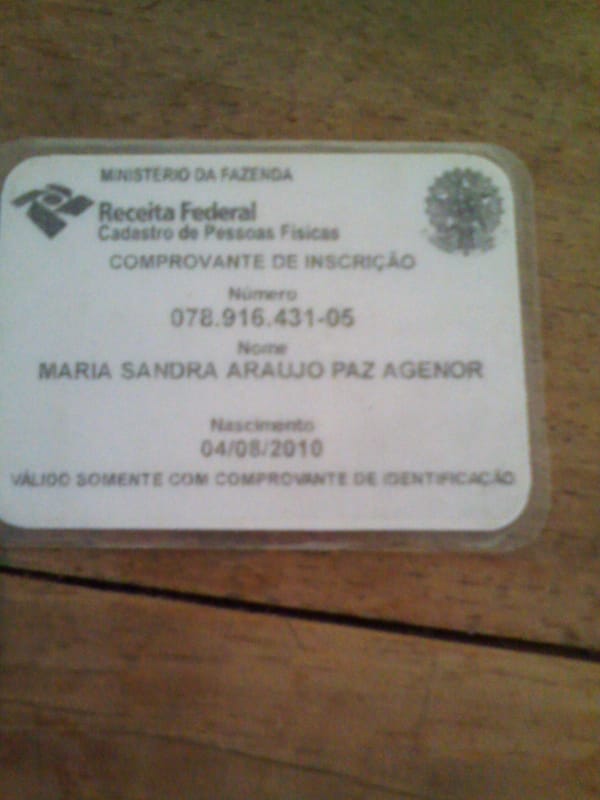 MINISTERIO DA FAZENDA
Receita Federal
Cadastro de Pessoas Físicas
COMPROVANTE DE INSCRIÇÃO
Número
078.916.431-05
Nome
MARIA SANDRA ARAUJO PAZ AGENOR
Nascimento
04/08/2010
VÁLIDO SOMENTE COM COMPROVANTE DE IDENTIFICAÇÃO